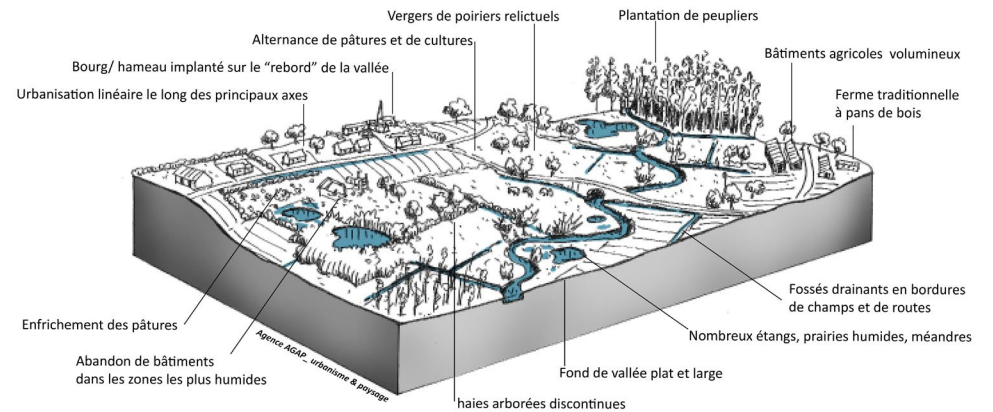 Vergers de poiriers relictuels
Plantation de peupliers
Alternance de pâtures et de cultures
Bâtiments agricoles volumineux
Bourg/ hameau implanté sur le “rebord” de la vallée
Urbanisation linéaire le long des principaux axes
Ferme traditionnelle
à pans de bois
Fossés drainants en bordures
de champs et de routes
Enfrichement des pâtures
Nombreux étangs, prairies humides, méandres
Abandon de bâtiments
dans les zones les plus humides
Agence AGAP_ urbanisme & paysage
Fond de vallée plat et large
haies arborées discontinues